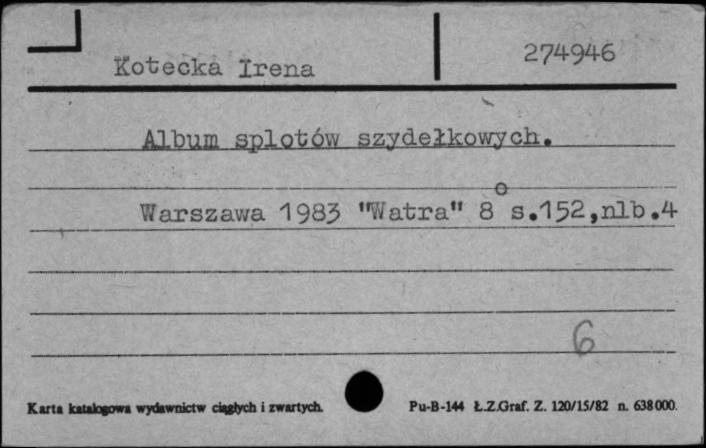 Kotecka Irena 274946
Album splotów szydełkowych.
Warszawa 1983 "Watra" 8° s.152,nlb.4
6
Karta katalogowa wydawnictw ciągłych i zwartych. Pu-B-144 Ł.Z.Graf. Z. 120/15/82 n. 638000.